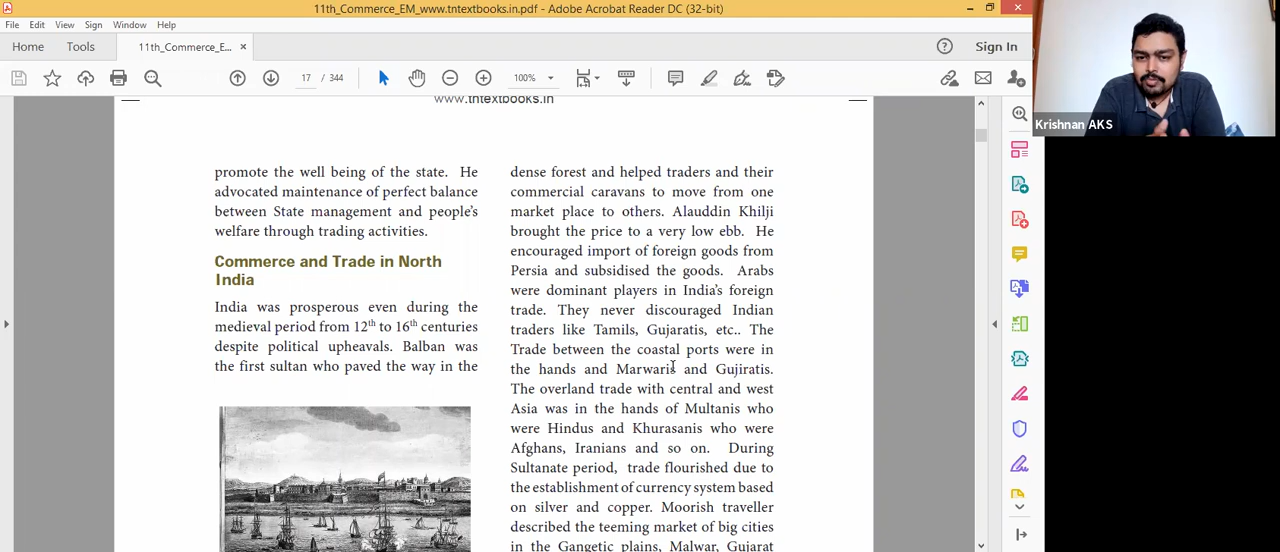 11th_Commerce_EM_www.tntextbooks.in.pdf - Adobe Acrobat Reader DC (32-bit)
File Edit View Sign Window Help
Home Tools 11th_Commerce_E... × Sign In
17 / 344 100%
Krishnan AKS
www.tntextbooks.in
promote the well being of the state. He
advocated maintenance of perfect balance
between State management and people's
welfare through trading activities.
Commerce and Trade in North
India
India was prosperous even during the
medieval period from 12th to 16th centuries
despite political upheavals. Balban was
the first sultan who paved the way in the
dense forest and helped traders and their
commercial caravans to move from one
market place to others. Alauddin Khilji
brought the price to a very low ebb. He
encouraged import of foreign goods from
Persia and subsidised the goods. Arabs
were dominant players in India's foreign
trade. They never discouraged Indian
traders like Tamils, Gujaratis, etc.. The
Trade between the coastal ports were in
the hands and Marwaris and Gujiratis.
The overland trade with central and west
Asia was in the hands of Multanis who
were Hindus and Khurasanis who were
Afghans, Iranians and so on. During
Sultanate period, trade flourished due to
the establishment of currency system based
on silver and copper. Moorish traveller
described the teeming market of big cities
in the Gangetic plains, Malwar, Gujarat